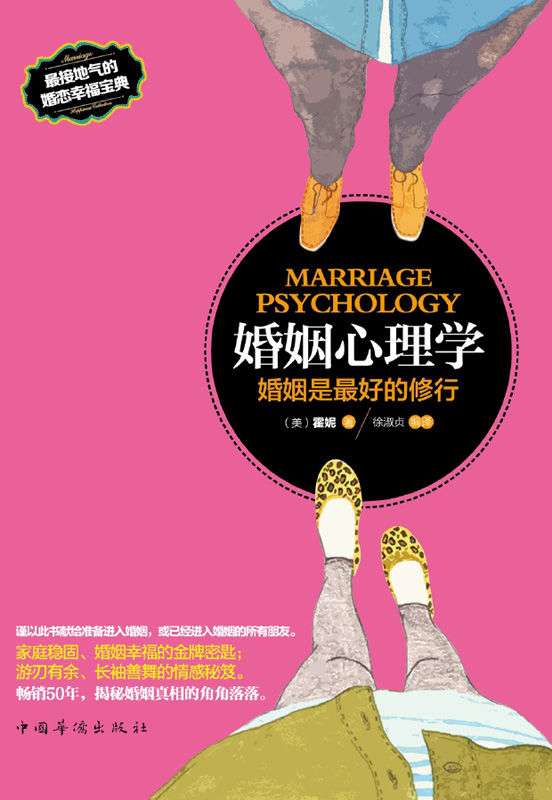 Marriage
最接地气的
婚恋幸福宝典
MARRIAGE
PSYCHOLOGY
婚姻心理学
婚姻是最好的修行
（美）霍妮 著 / 徐淑贞 编译
谨以此书献给准备进入婚姻，或已经进入婚姻的所有朋友。
家庭稳固、婚姻幸福的金牌密匙；
游刃有余、长袖善舞的情感秘笈。
畅销50年，揭秘婚姻真相的角角落落。
中国华侨出版社